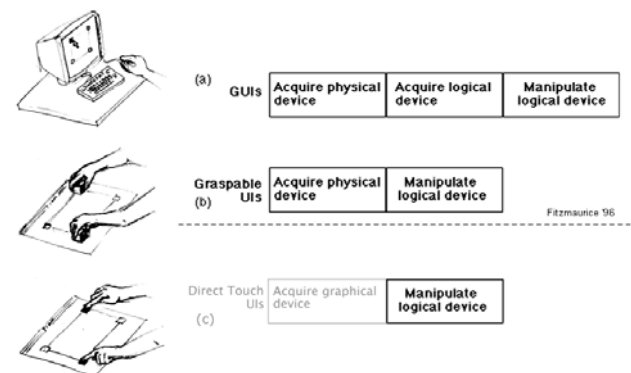 (a)
GUIs
Acquire physical
device
Acquire logical
device
Manipulate
logical device
Graspable
UIs
(b)
Acquire physical
device
Manipulate
logical device
Fitzmaurice '96
Direct Touch
UIs
(c)
Acquire graphical
device
Manipulate
logical device